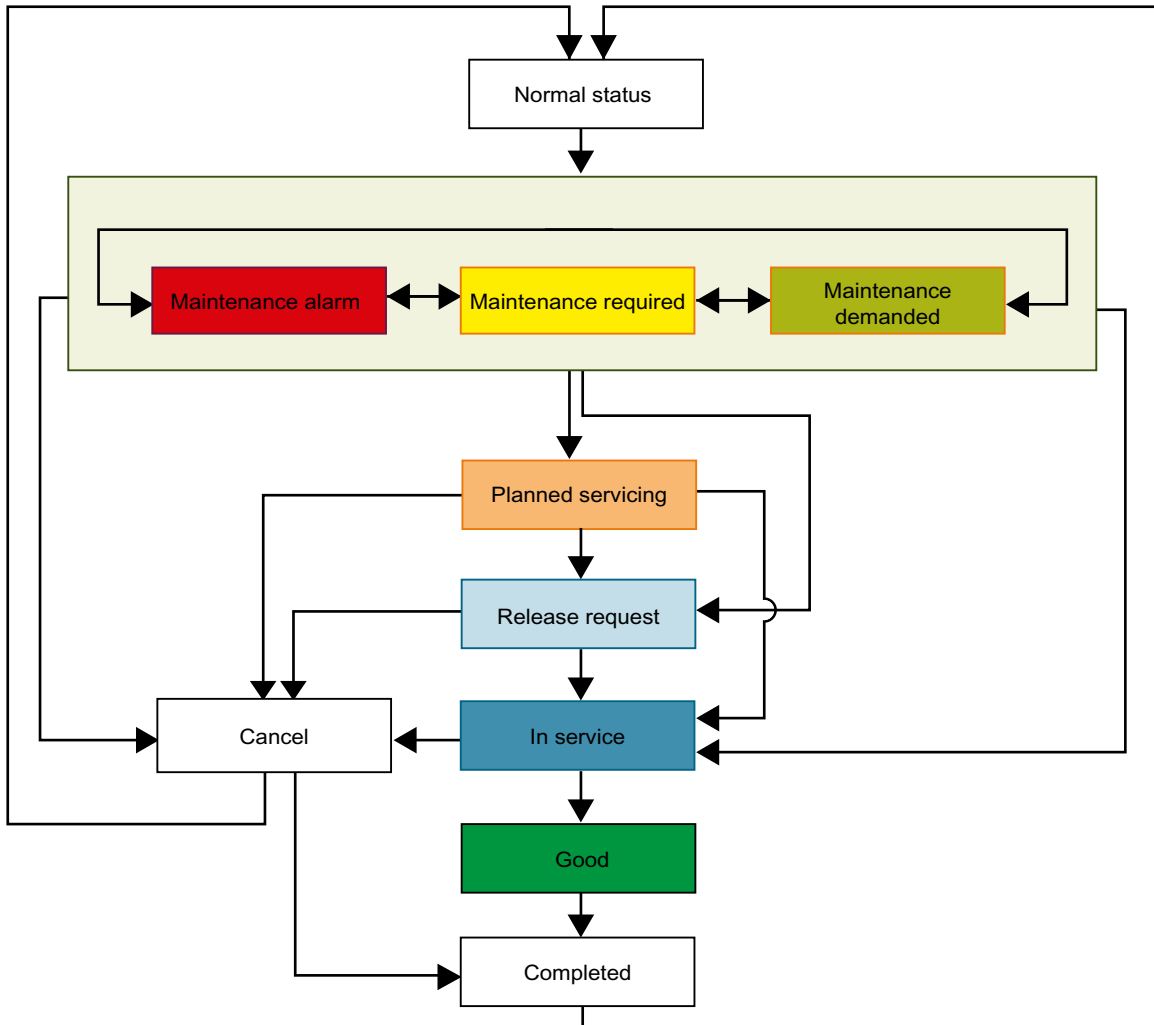 Normal status
Maintenance alarm
Maintenance required
Maintenance
demanded
Planned servicing
Release request
Cancel
In service
Good
Completed